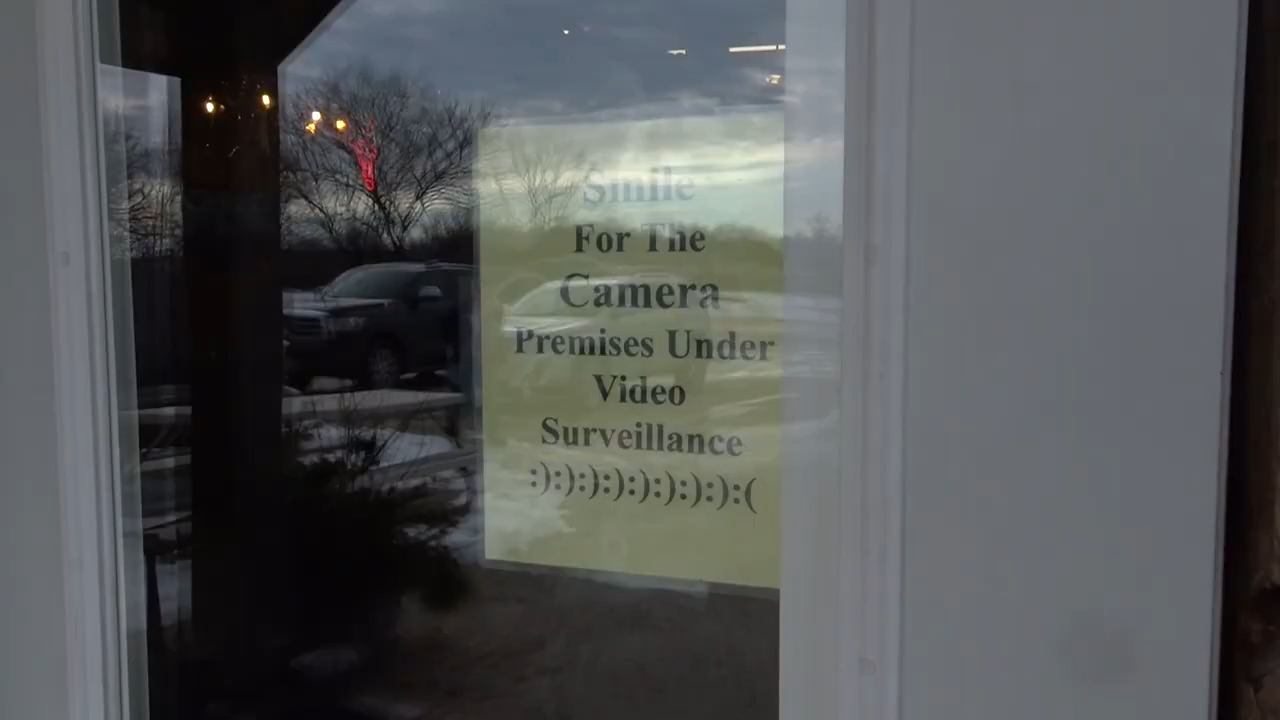 Smile
For The
Camera
Premises Under
Video
Surveillance
:):):):):):):):):(